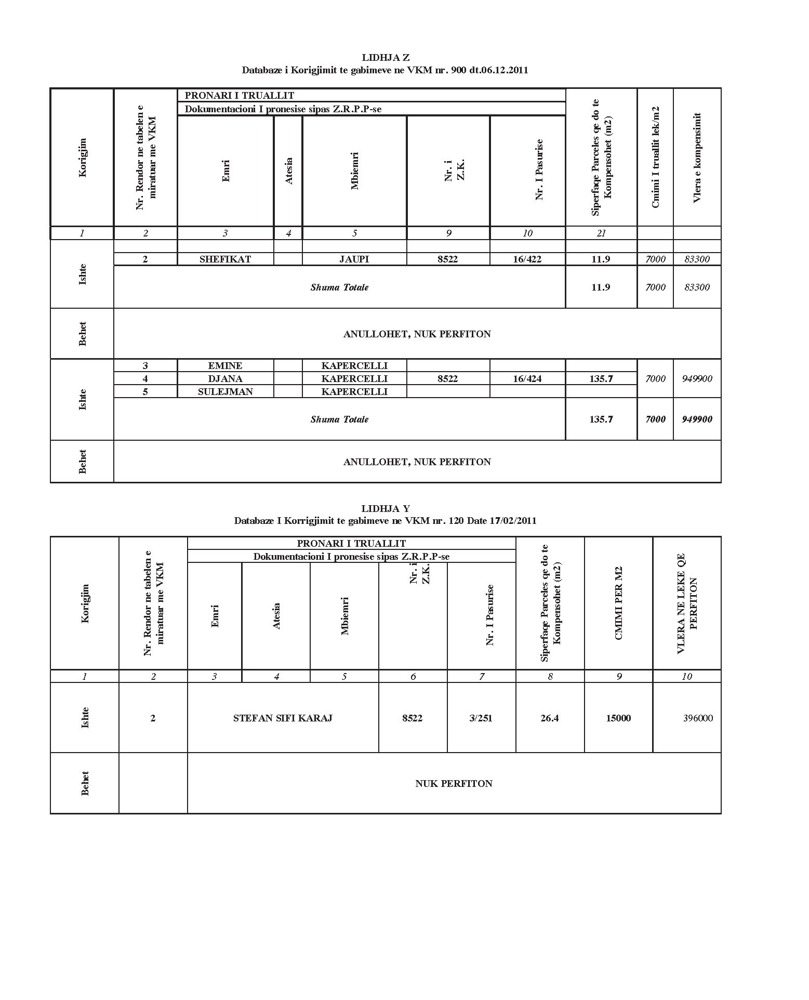 LIDHJA Z
Databaze i Korigjimit te gabimeve ne VKM nr. 900 dt.06.12.2011
Korigjim
Nr. Rendor ne tabelen e
miratuar me VKM
PRONARI I TRUALLIT
Dokumentacioni I pronesise sipas Z.R.P.P-se
Emri
Atesia
Mbiemri
Nr. i
Z.K.
Nr. I Pasurise
Siperfaqe Parceles qe do te
Kompensohet (m2)
Cmimi I truallit lek/m2
Vlera e kompensimit
1 2 3 4 5 9 10 21
Ishte
2 SHEFIKAT JAUPI 8522 16/422 11.9 7000 83300
Shuma Totale 11.9 7000 83300
Behet
ANULLOHET, NUK PERFITON
Ishte
3 EMINE KAPERCELLI
4 DJANA KAPERCELLI 8522 16/424 135.7 7000 949900
5 SULEJMAN KAPERCELLI
Shuma Totale 135.7 7000 949900
Behet
ANULLOHET, NUK PERFITON
LIDHJA Y
Databaze I Korrigjimit te gabimeve ne VKM nr. 120 Date 17/02/2011
Korigjim
Nr. Rendor ne tabelen e
miratuar me VKM
PRONARI I TRUALLIT
Dokumentacioni I pronesise sipas Z.R.P.P-se
Emri
Atesia
Mbiemri
Nr. i
Z.K.
Nr. I Pasurise
Siperfaqe Parceles qe do te
Kompensohet (m2)
CMIMI PER M2
VLERA NE LEKE QE
PERFITON
1 2 3 4 5 6 7 8 9 10
Ishte
2 STEFAN SIFI KARAJ 8522 3/251 26.4 15000 396000
Behet
NUK PERFITON